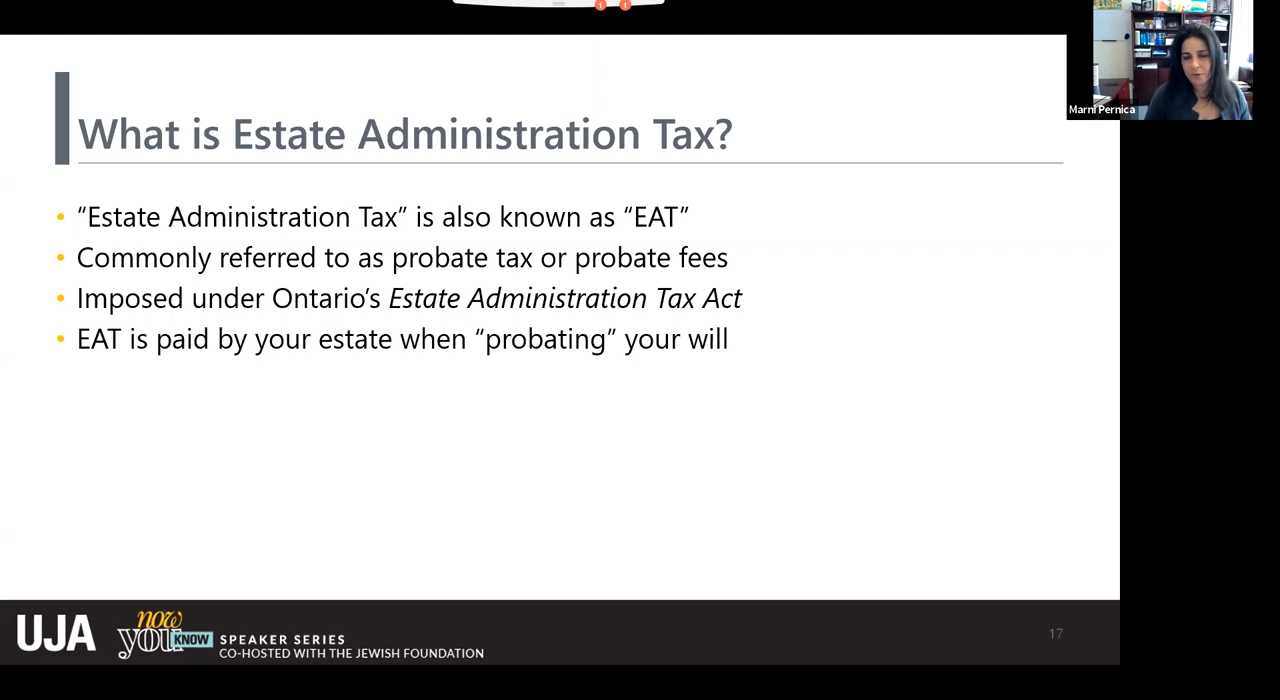 Marni Pernica
What is Estate Administration Tax?
• “Estate Administration Tax” is also known as “EAT”
• Commonly referred to as probate tax or probate fees
• Imposed under Ontario’s Estate Administration Tax Act
• EAT is paid by your estate when “probating” your will
UJA
now
you KNOW
SPEAKER SERIES
CO-HOSTED WITH THE JEWISH FOUNDATION
17